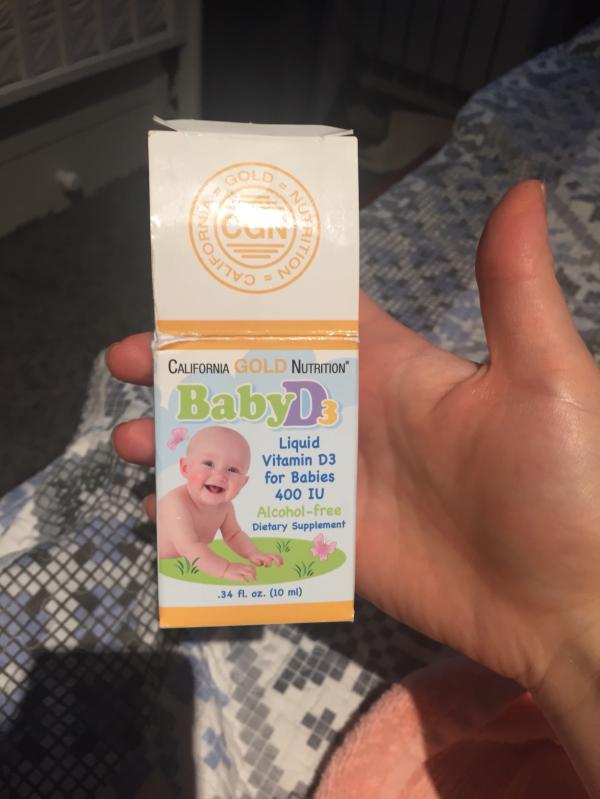 CALIFORNIA = GOLD = NUTRITION =
CGN
CALIFORNIA GOLD NUTRITION®
BabyD3
Liquid
Vitamin D3
for Babies
400 IU
Alcohol-free
Dietary Supplement
.34 fl. oz. (10 ml)